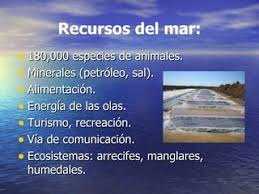 Recursos del mar:
• 180,000 especies de animales.
• Minerales (petróleo, sal).
• Alimentación.
• Energía de las olas.
• Turismo, recreación.
• Vía de comunicación.
• Ecosistemas: arrecifes, manglares,
humedales.